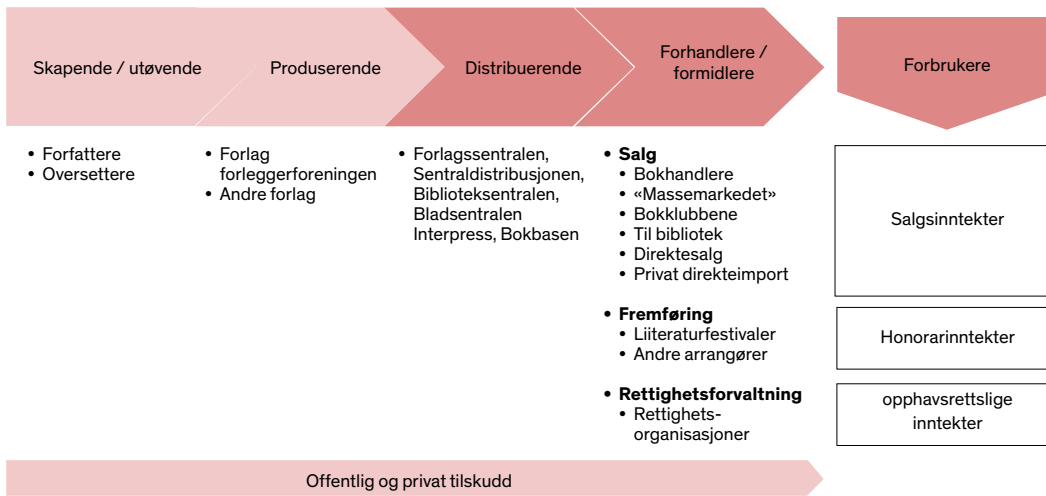 Skapende / utøvende
Produserende
Distribuerende
Forhandlere /
formidlere
Forbrukere
• Forfattere
• Oversettere
• Forlag
forleggerforeningen
• Andre forlag
• Forlagssentralen,
Sentraldistribusjonen,
Biblioteksentralen,
Bladsentralen
Interpress, Bokbasen
• Salg
• Bokhandlere
• «Massemarkedet»
• Bokklubbene
• Til bibliotek
• Direktesalg
• Privat direkteimport
• Fremføring
• Liiteraturfestivaler
• Andre arrangører
• Rettighetsforvaltning
• Rettighets-
organisasjoner
Salgsinntekter
Honorarinntekter
opphavsrettslige
inntekter
Offentlig og privat tilskudd